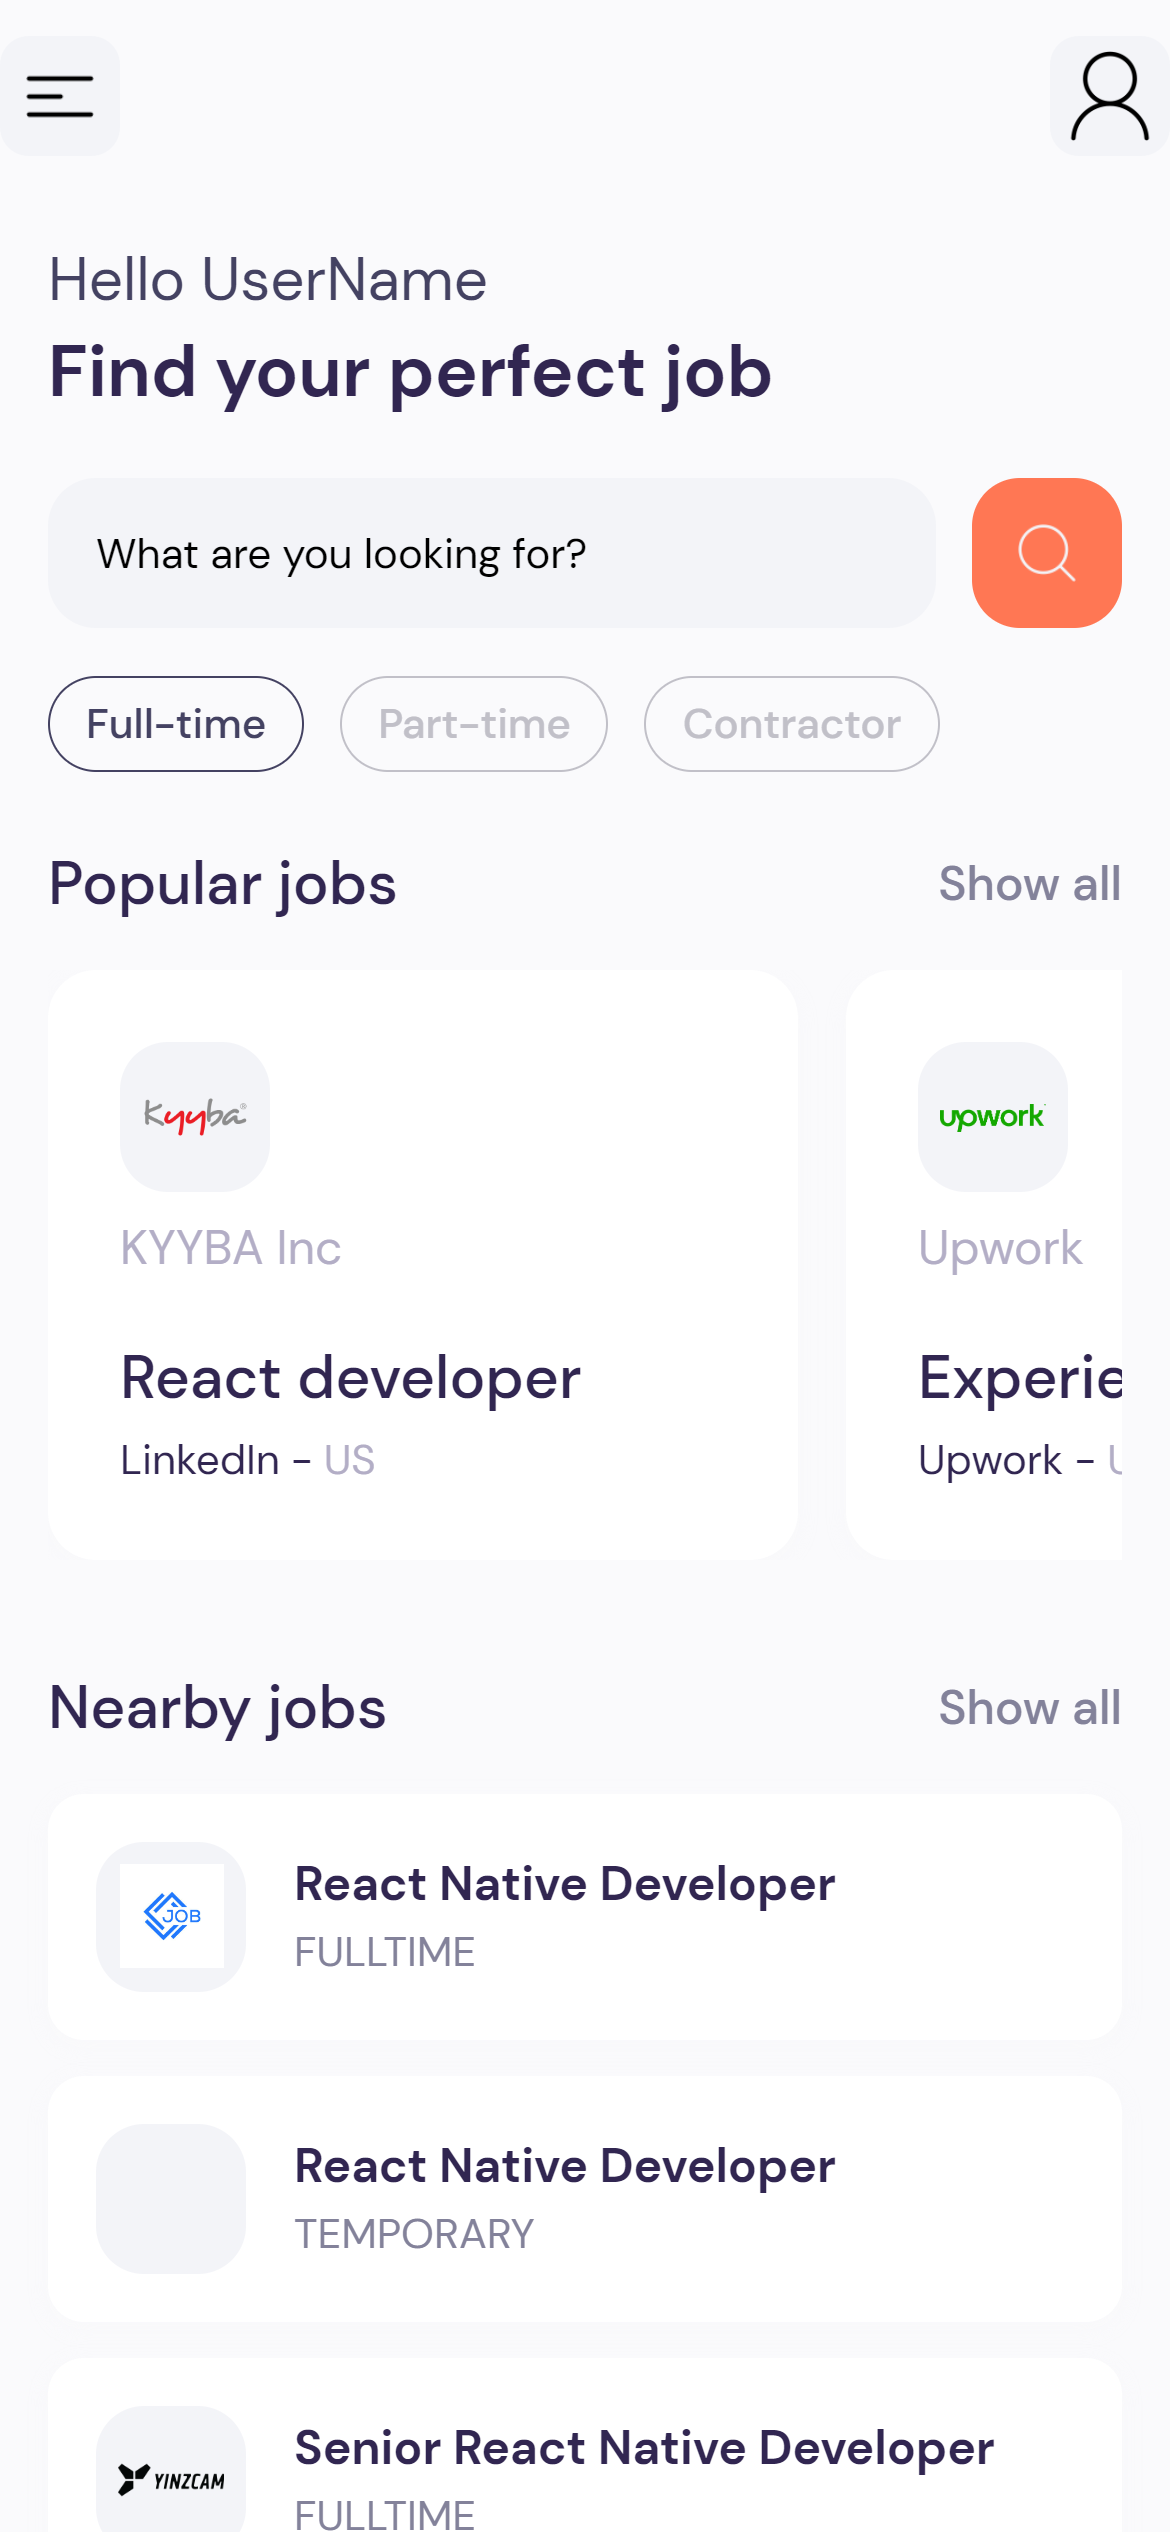 Hello UserName
Find your perfect job
What are you looking for?
Full-time Part-time Contractor
Popular jobs Show all
Kyyba® upwork
KYYBA Inc Upwork
React developer Experie
LinkedIn - US Upwork - U
Nearby jobs Show all
JOB
React Native Developer
FULLTIME
React Native Developer
TEMPORARY
YINZCAM
Senior React Native Developer
FULLTIME